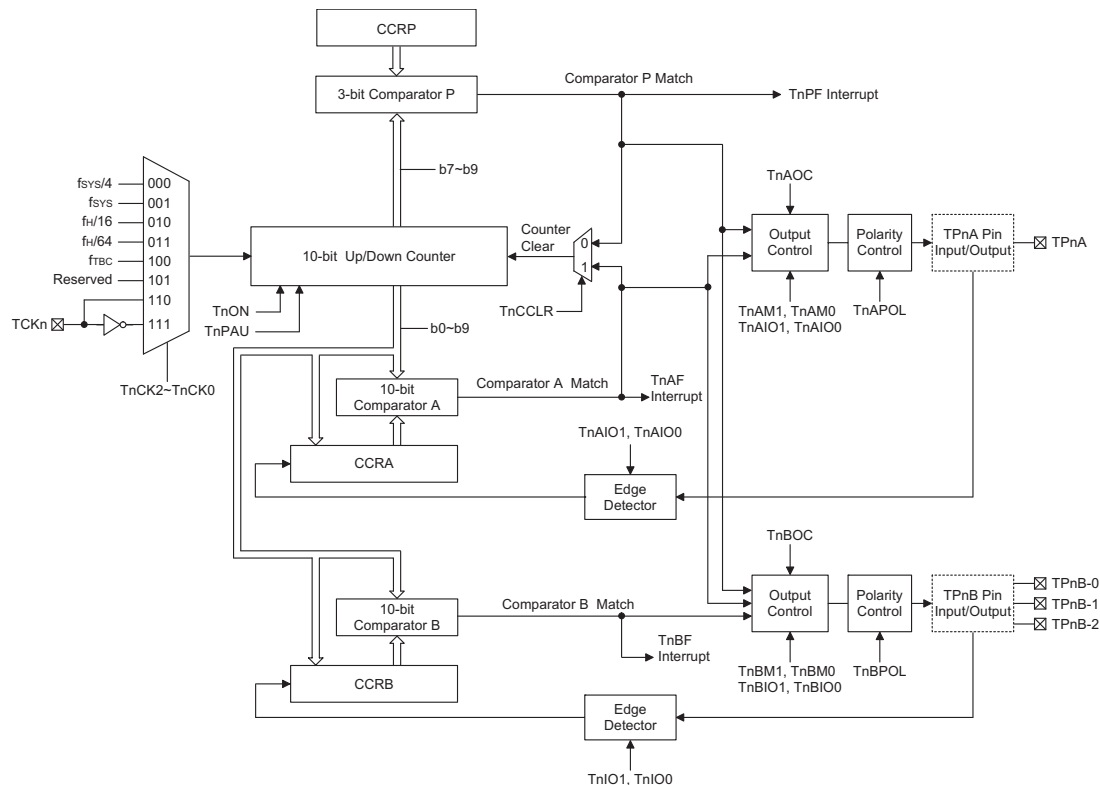 CCRP
3-bit Comparator P
Comparator P Match
TnPF Interrupt
b7~b9
fSYS/4
000
fSYS
001
fH/16
010
fH/64
011
fTBC
100
Reserved
101
110
111
TCKn
TnCK2~TnCK0
10-bit Up/Down Counter
TnON
TnPAU
b0~b9
Counter
Clear
0
1
TnCCLR
TnAOC
Output
Control
TnAM1, TnAM0
TnAIO1, TnAIO0
Polarity
Control
TnAPOL
TPnA Pin
Input/Output
TPnA
10-bit
Comparator A
Comparator A Match
TnAF
Interrupt
CCRA
TnAIO1, TnAIO0
Edge
Detector
TnBOC
10-bit
Comparator B
Comparator B Match
TnBF
Interrupt
Output
Control
TnBM1, TnBM0
TnBIO1, TnBIO0
Polarity
Control
TnBPOL
TPnB Pin
Input/Output
TPnB-0
TPnB-1
TPnB-2
CCRB
Edge
Detector
TnIO1, TnIO0